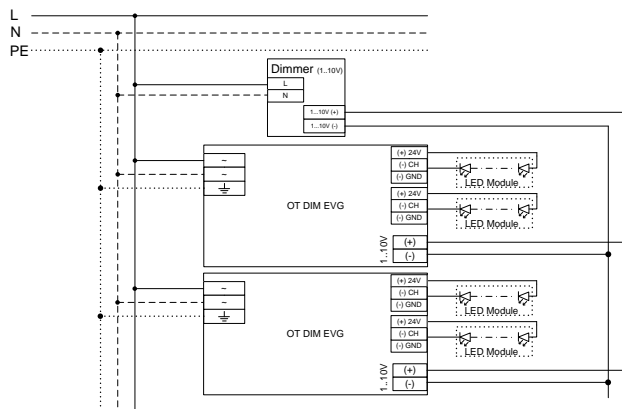 L
N
PE
Dimmer (1..10V)
L
N
1...10V (+)
1...10V (-)
~
~
OT DIM EVG
(+) 24V
(-) CH
(-) GND
(+) 24V
(-) CH
(-) GND
LED Module
LED Module
1..10V
(+)
(-)
~
~
OT DIM EVG
(+) 24V
(-) CH
(-) GND
(+) 24V
(-) CH
(-) GND
LED Module
LED Module
1..10V
(+)
(-)